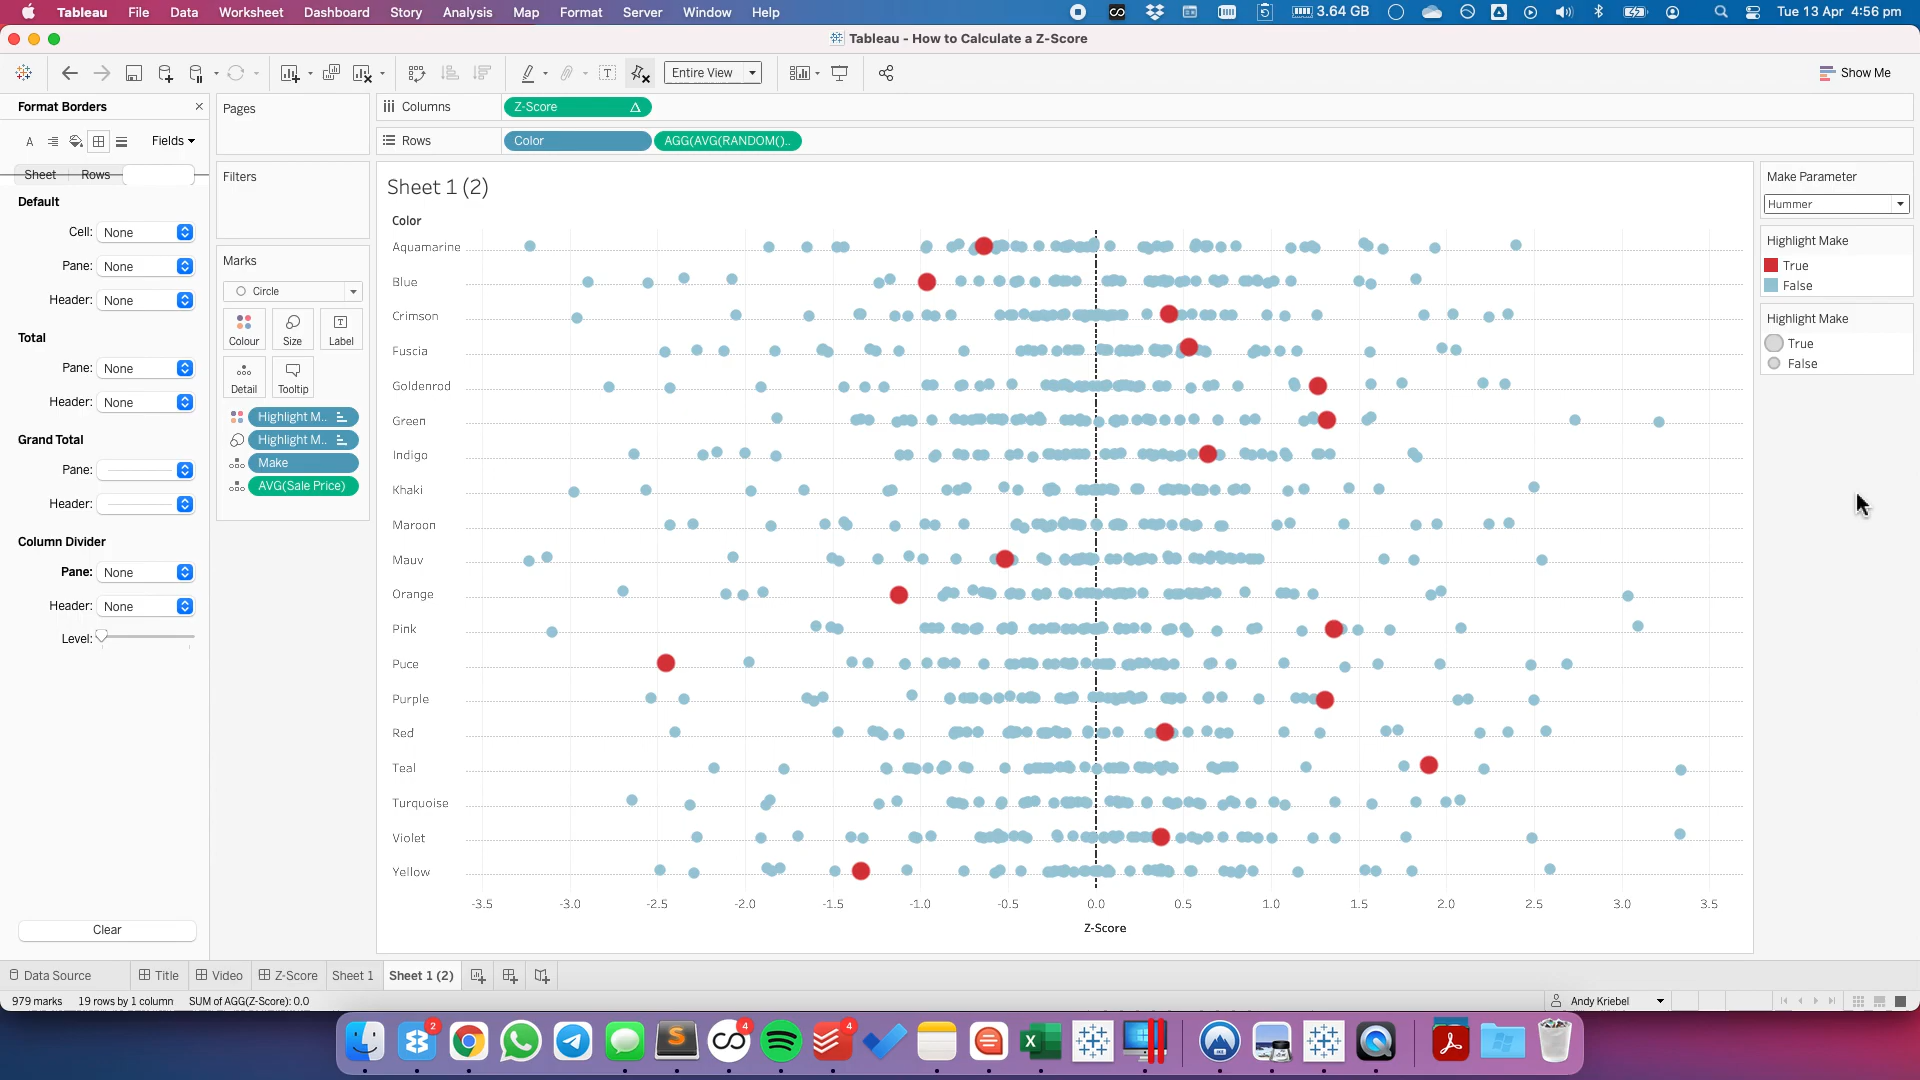 Tableau File Data Worksheet Dashboard Story Analysis Map Format Server Window Help 3.64 GB Tue 13 Apr 4:56 pm
Tableau - How to Calculate a Z-Score
Entire View Show Me
Format Borders
Fields
Sheet Rows
Default
Cell: None
Pane: None
Header: None
Total
Pane: None
Header: None
Grand Total
Pane:
Header:
Column Divider
Pane: None
Header: None
Level:
Clear
Pages
Filters
Marks
Circle
Colour Size Label
Detail Tooltip
Highlight M..
Highlight M..
Make
AVG(Sale Price)
Columns Z-Score
Rows Color AGG(AVG(RANDOM()..
Sheet 1 (2)
Color
Aquamarine
Blue
Crimson
Fuscia
Goldenrod
Green
Indigo
Khaki
Maroon
Mauv
Orange
Pink
Puce
Purple
Red
Teal
Turquoise
Violet
Yellow
-3.5 -3.0 -2.5 -2.0 -1.5 -1.0 -0.5 0.0 0.5 1.0 1.5 2.0 2.5 3.0 3.5
Z-Score
Make Parameter
Hummer
Highlight Make
True
False
Highlight Make
True
False
Data Source Title Video Z-Score Sheet 1 Sheet 1 (2)
979 marks 19 rows by 1 column SUM of AGG(Z-Score): 0.0 Andy Kriebel
2 4 4